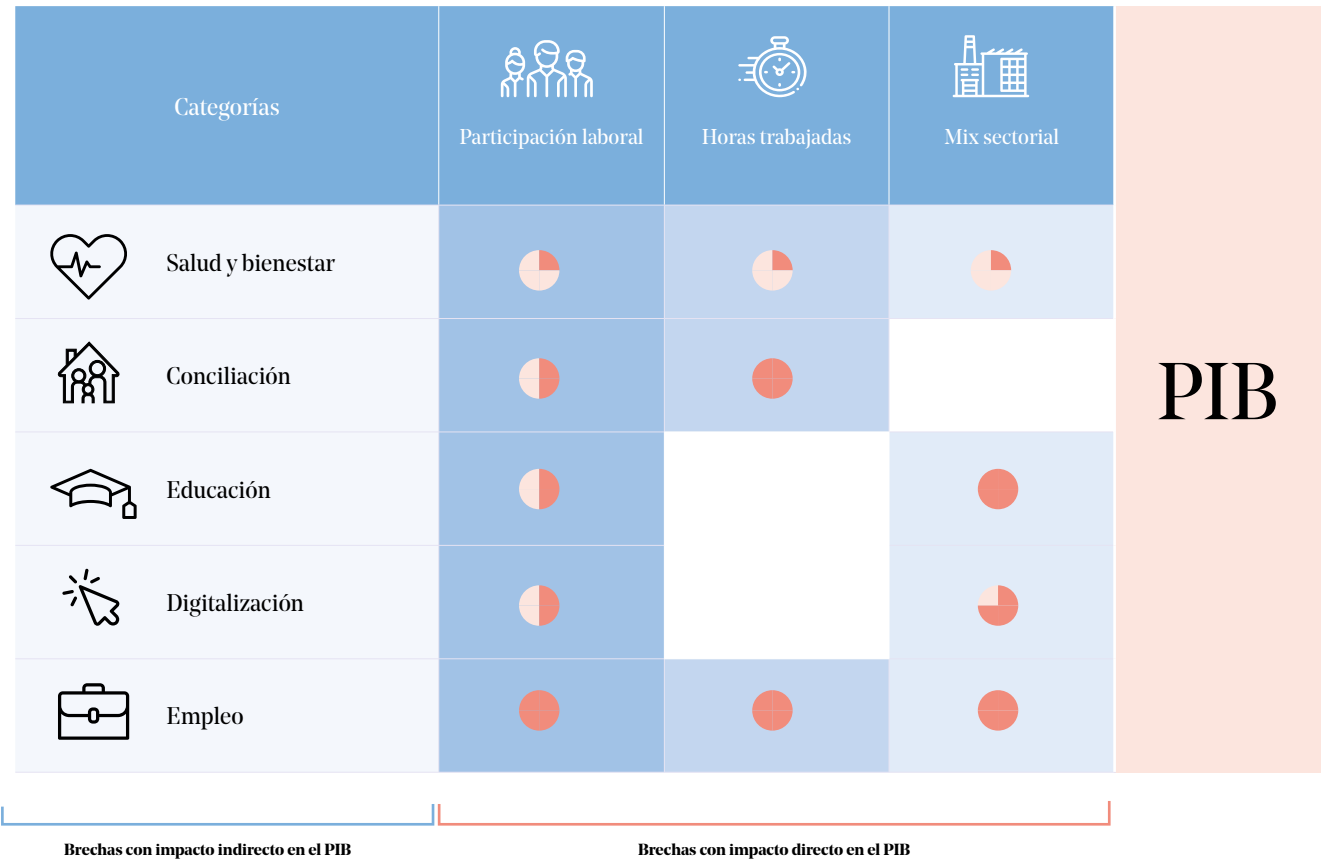 Categorías
Participación laboral
Horas trabajadas
Mix sectorial
Salud y bienestar
Conciliación
PIB
Educación
Digitalización
Empleo
Brechas con impacto indirecto en el PIB
Brechas con impacto directo en el PIB